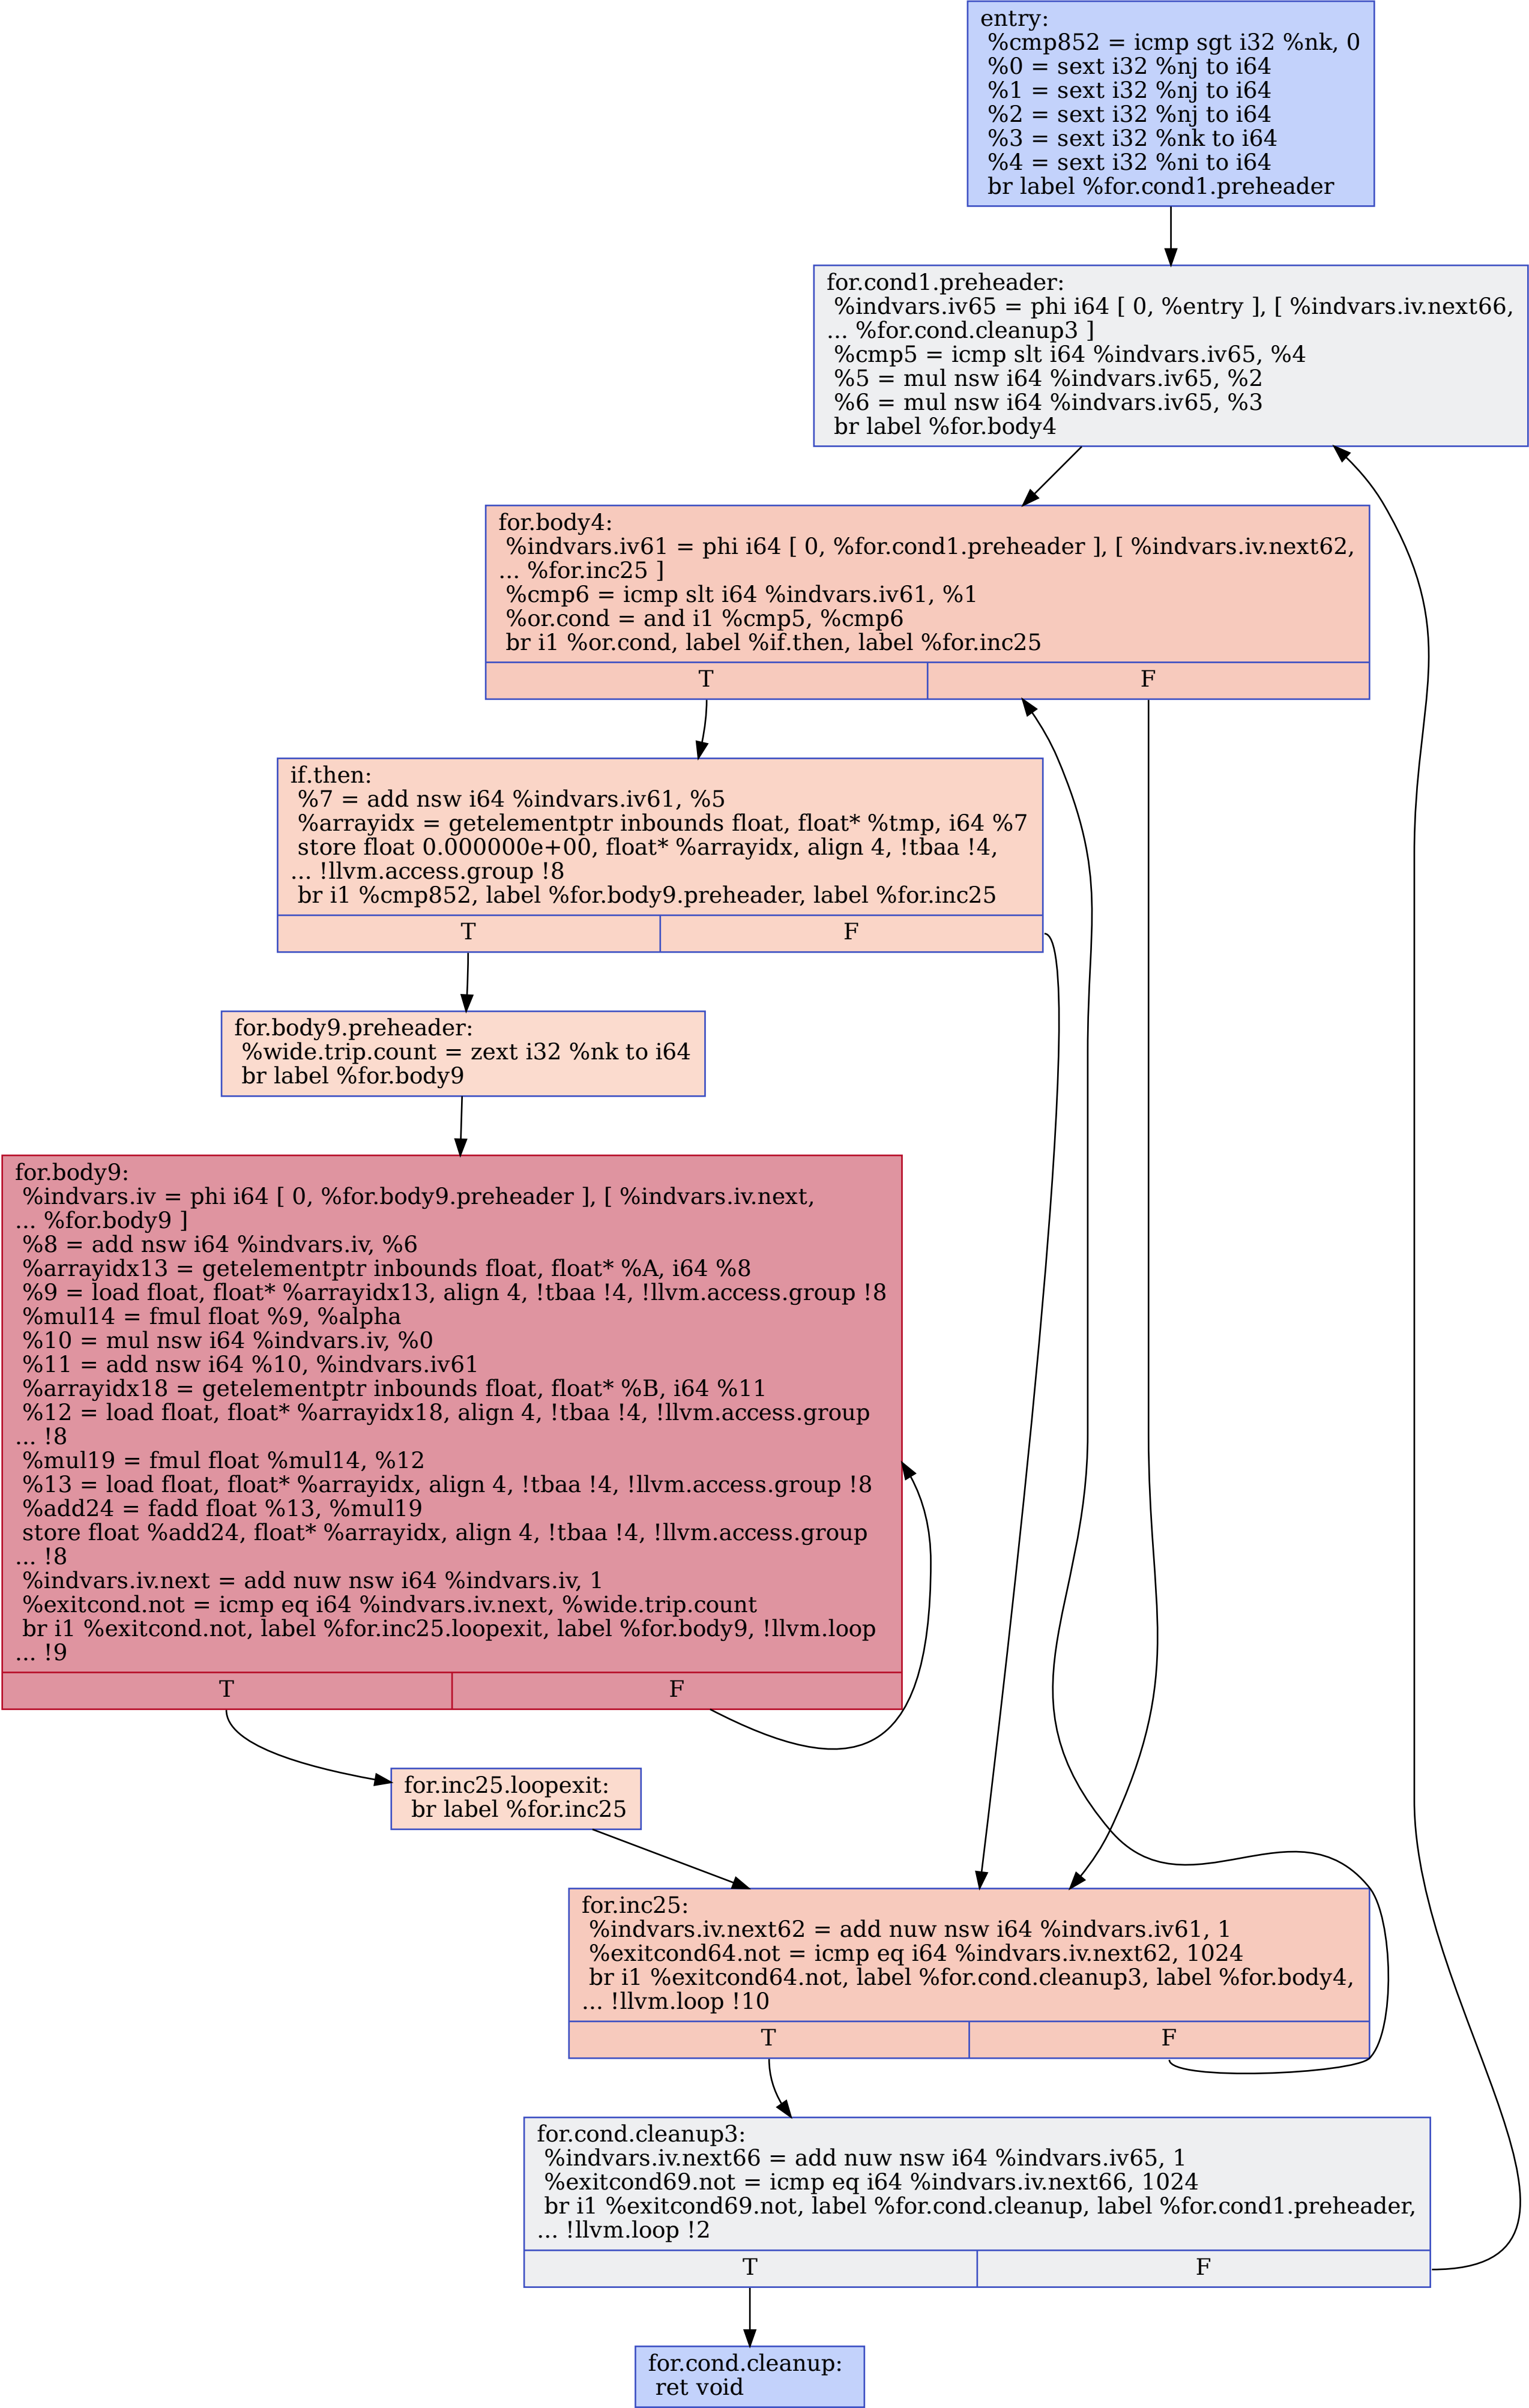 entry:
%cmp852 = icmp sgt i32 %nk, 0
%0 = sext i32 %nj to i64
%1 = sext i32 %nj to i64
%2 = sext i32 %nj to i64
%3 = sext i32 %nk to i64
%4 = sext i32 %ni to i64
br label %for.cond1.preheader
for.cond1.preheader:
%indvars.iv65 = phi i64 [ 0, %entry ], [ %indvars.iv.next66,
... %for.cond.cleanup3 ]
%cmp5 = icmp slt i64 %indvars.iv65, %4
%5 = mul nsw i64 %indvars.iv65, %2
%6 = mul nsw i64 %indvars.iv65, %3
br label %for.body4
for.body4:
%indvars.iv61 = phi i64 [ 0, %for.cond1.preheader ], [ %indvars.iv.next62,
... %for.inc25 ]
%cmp6 = icmp slt i64 %indvars.iv61, %1
%or.cond = and i1 %cmp5, %cmp6
br i1 %or.cond, label %if.then, label %for.inc25
T F
if.then:
%7 = add nsw i64 %indvars.iv61, %5
%arrayidx = getelementptr inbounds float, float* %tmp, i64 %7
store float 0.000000e+00, float* %arrayidx, align 4, !tbaa !4,
... !llvm.access.group !8
br i1 %cmp852, label %for.body9.preheader, label %for.inc25
T F
for.body9.preheader:
%wide.trip.count = zext i32 %nk to i64
br label %for.body9
for.body9:
%indvars.iv = phi i64 [ 0, %for.body9.preheader ], [ %indvars.iv.next,
... %for.body9 ]
%8 = add nsw i64 %indvars.iv, %6
%arrayidx13 = getelementptr inbounds float, float* %A, i64 %8
%9 = load float, float* %arrayidx13, align 4, !tbaa !4, !llvm.access.group !8
%mul14 = fmul float %9, %alpha
%10 = mul nsw i64 %indvars.iv, %0
%11 = add nsw i64 %10, %indvars.iv61
%arrayidx18 = getelementptr inbounds float, float* %B, i64 %11
%12 = load float, float* %arrayidx18, align 4, !tbaa !4, !llvm.access.group
... !8
%mul19 = fmul float %mul14, %12
%13 = load float, float* %arrayidx, align 4, !tbaa !4, !llvm.access.group !8
%add24 = fadd float %13, %mul19
store float %add24, float* %arrayidx, align 4, !tbaa !4, !llvm.access.group
... !8
%indvars.iv.next = add nuw nsw i64 %indvars.iv, 1
%exitcond.not = icmp eq i64 %indvars.iv.next, %wide.trip.count
br i1 %exitcond.not, label %for.inc25.loopexit, label %for.body9, !llvm.loop
... !9
T F
for.inc25.loopexit:
br label %for.inc25
for.inc25:
%indvars.iv.next62 = add nuw nsw i64 %indvars.iv61, 1
%exitcond64.not = icmp eq i64 %indvars.iv.next62, 1024
br i1 %exitcond64.not, label %for.cond.cleanup3, label %for.body4,
... !llvm.loop !10
T F
for.cond.cleanup3:
%indvars.iv.next66 = add nuw nsw i64 %indvars.iv65, 1
%exitcond69.not = icmp eq i64 %indvars.iv.next66, 1024
br i1 %exitcond69.not, label %for.cond.cleanup, label %for.cond1.preheader,
... !llvm.loop !2
T F
for.cond.cleanup:
ret void